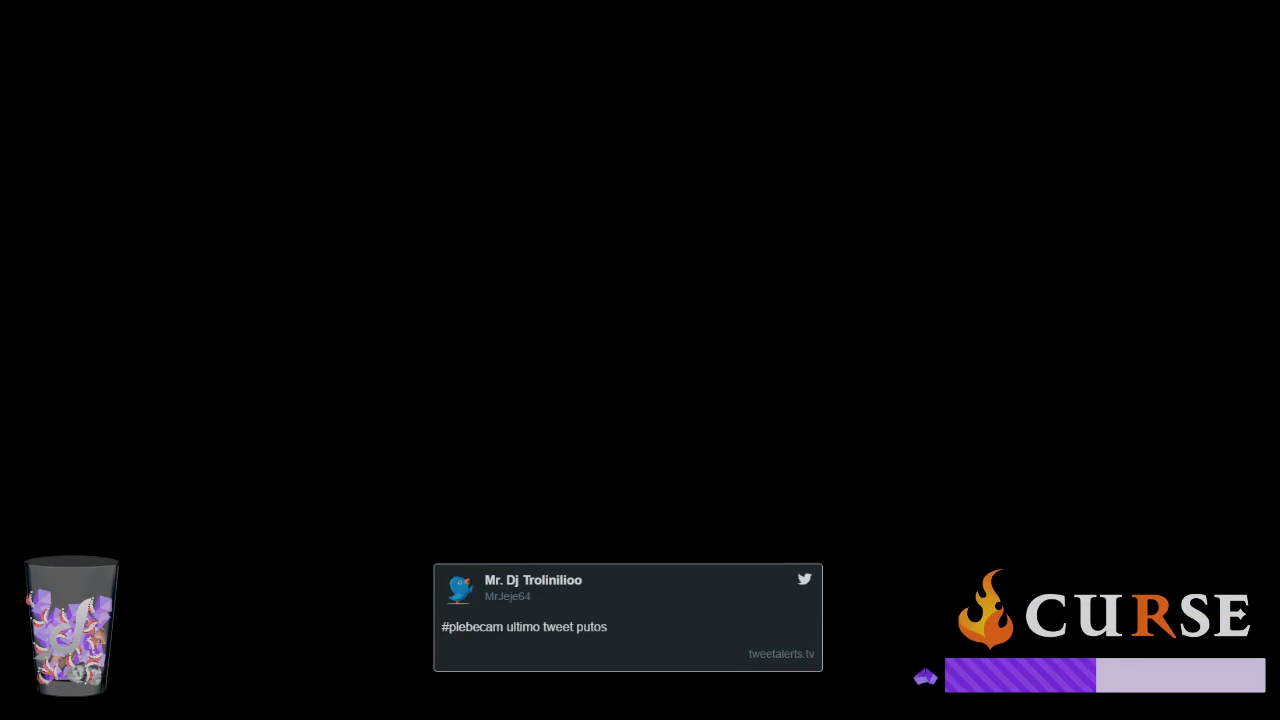 Mr. Dj Trolinilioo
MrJeje64
#plebecam ultimo tweet putos
tweetalerts.tv
CURSE